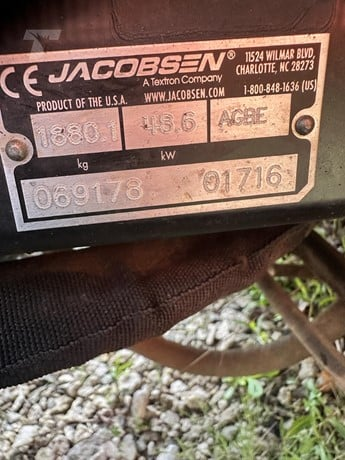 CE JACOBSEN®
A Textron Company
11524 WILMAR BLVD,
CHARLOTTE, NC 28273
PRODUCT OF THE U.S.A.
WWW.JACOBSEN.COM
1-800-848-1636 (US)
1880.1 48.6 AGBE
kg kW
069178 01716